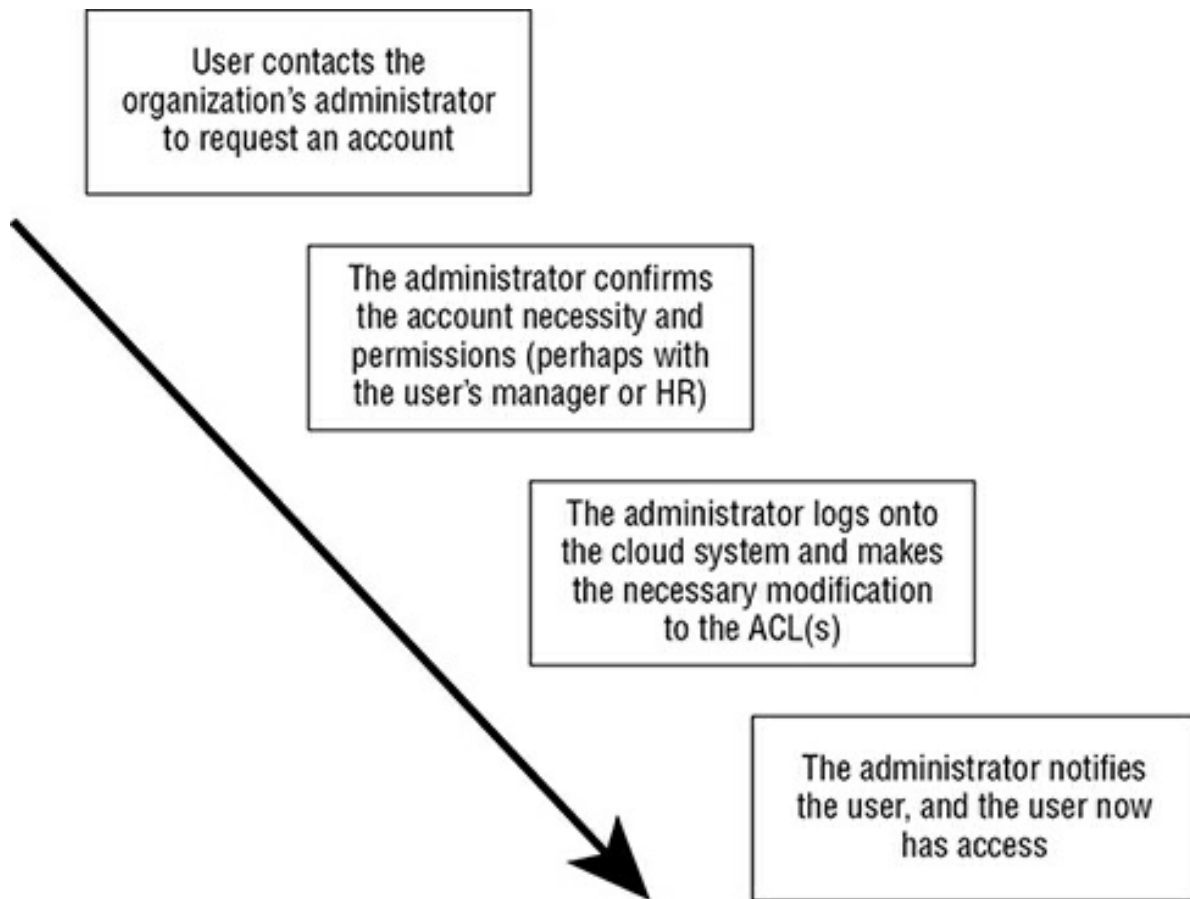 User contacts the
organization’s administrator
to request an account
The administrator confirms
the account necessity and
permissions (perhaps with
the user’s manager or HR)
The administrator logs onto
the cloud system and makes
the necessary modification
to the ACL(s)
The administrator notifies
the user, and the user now
has access